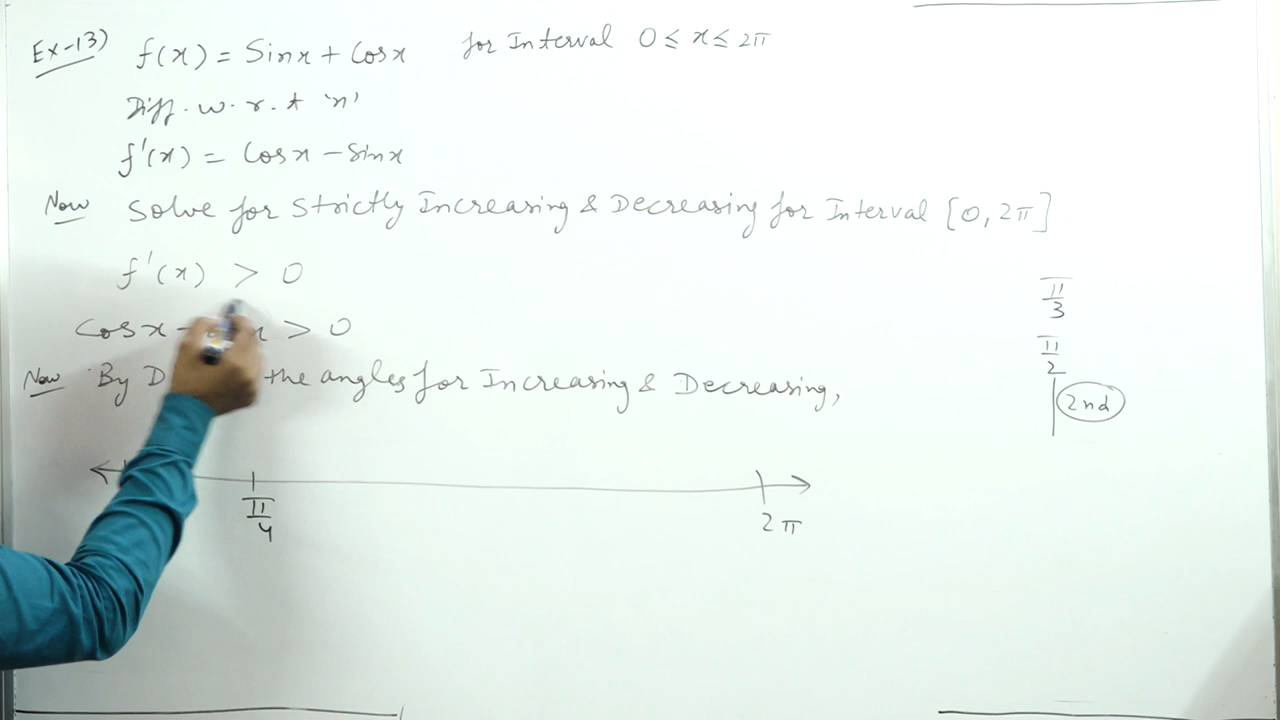 Ex-13) f(x) = Sinx + Cosx for Interval 0 ≤ x ≤ 2π
Diff. w.r.t 'x'
f'(x) = Cosx - Sinx
Now Solve for Strictly Increasing & Decreasing for Interval [0, 2π]
f'(x) > 0
Cosx - x > 0
Now By the angles for Increasing & Decreasing,
π/3
π/2
2nd
π/4
2π